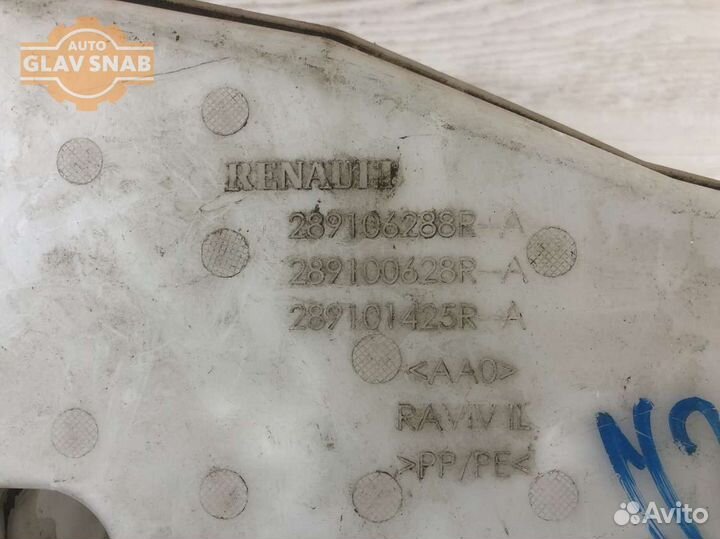 AUTO
GLAV SNAB
RENAULT
289106288R-A
289100628R-A
289101425R-A
<AA0>
RAVIV IL
>PP/PE<
Avito